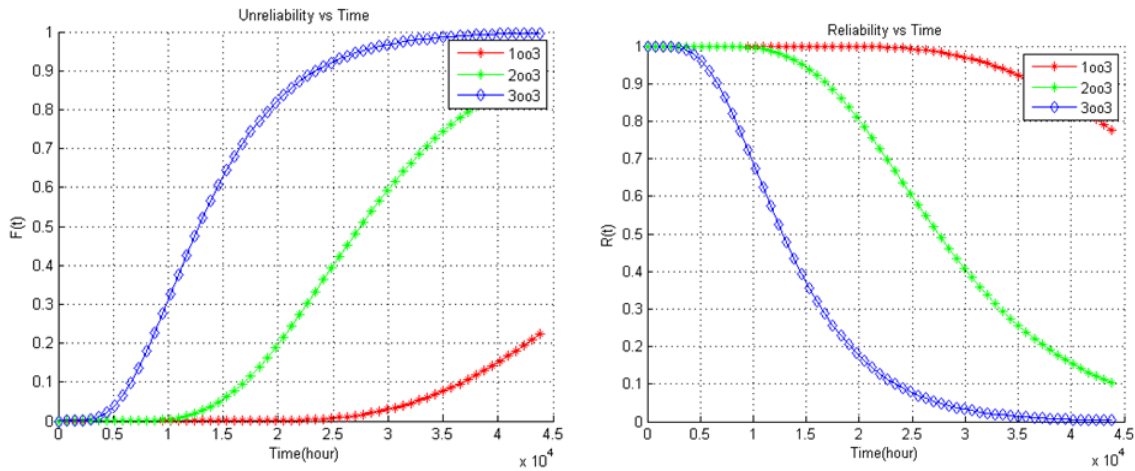 Unreliability vs Time
1
0.9
0.8
0.7
0.6
0.5
0.4
0.3
0.2
0.1
0
F(t)
1oo3
2oo3
3oo3
0 0.5 1 1.5 2 2.5 3 3.5 4 4.5
Time(hour)
x 10^4
Reliability vs Time
1
0.9
0.8
0.7
0.6
0.5
0.4
0.3
0.2
0.1
0
R(t)
1oo3
2oo3
3oo3
0 0.5 1 1.5 2 2.5 3 3.5 4 4.5
Time(hour)
x 10^4